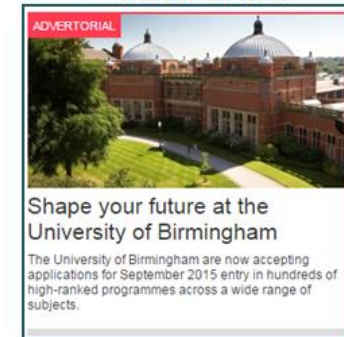 ADVERTORIAL
Shape your future at the
University of Birmingham
The University of Birmingham are now accepting
applications for September 2015 entry in hundreds of
high-ranked programmes across a wide range of
subjects.